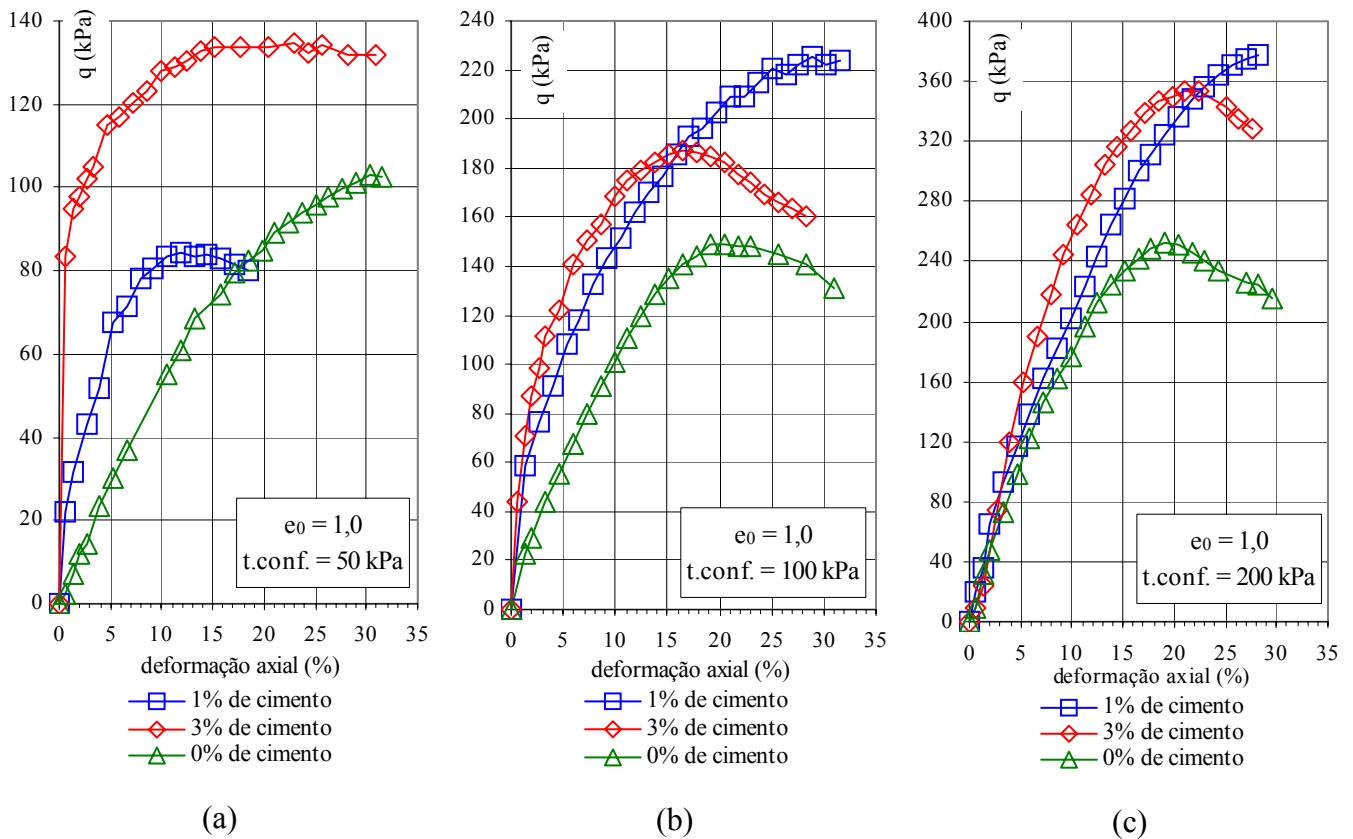 q (kPa)
140
120
100
80
60
40
20
0
0 5 10 15 20 25 30 35
deformação axial (%)
e0 = 1,0
t.conf. = 50 kPa
1% de cimento
3% de cimento
0% de cimento
(a)
q (kPa)
240
220
200
180
160
140
120
100
80
60
40
20
0
0 5 10 15 20 25 30 35
deformação axial (%)
e0 = 1,0
t.conf. = 100 kPa
1% de cimento
3% de cimento
0% de cimento
(b)
q (kPa)
400
360
320
280
240
200
160
120
80
40
0
0 5 10 15 20 25 30 35
deformação axial (%)
e0 = 1,0
t.conf. = 200 kPa
1% de cimento
3% de cimento
0% de cimento
(c)